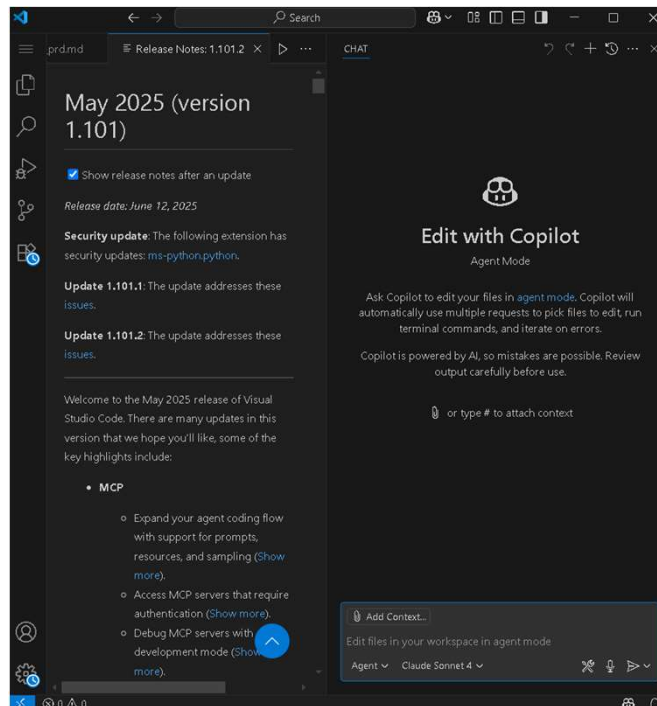 Search
prd.md
Release Notes: 1.101.2
CHAT
May 2025 (version
1.101)
Show release notes after an update
Release date: June 12, 2025
Security update: The following extension has
security updates: ms-python.python.
Update 1.101.1: The update addresses these
issues.
Update 1.101.2: The update addresses these
issues.
Welcome to the May 2025 release of Visual
Studio Code. There are many updates in this
version that we hope you'll like, some of the
key highlights include:
• MCP
○ Expand your agent coding flow
with support for prompts,
resources, and sampling (Show
more).
○ Access MCP servers that require
authentication (Show more).
○ Debug MCP servers with
development mode (Show
more).
Edit with Copilot
Agent Mode
Ask Copilot to edit your files in agent mode. Copilot will
automatically use multiple requests to pick files to edit, run
terminal commands, and iterate on errors.
Copilot is powered by AI, so mistakes are possible. Review
output carefully before use.
or type # to attach context
Add Context...
Edit files in your workspace in agent mode
Agent
Claude Sonnet 4
0 0